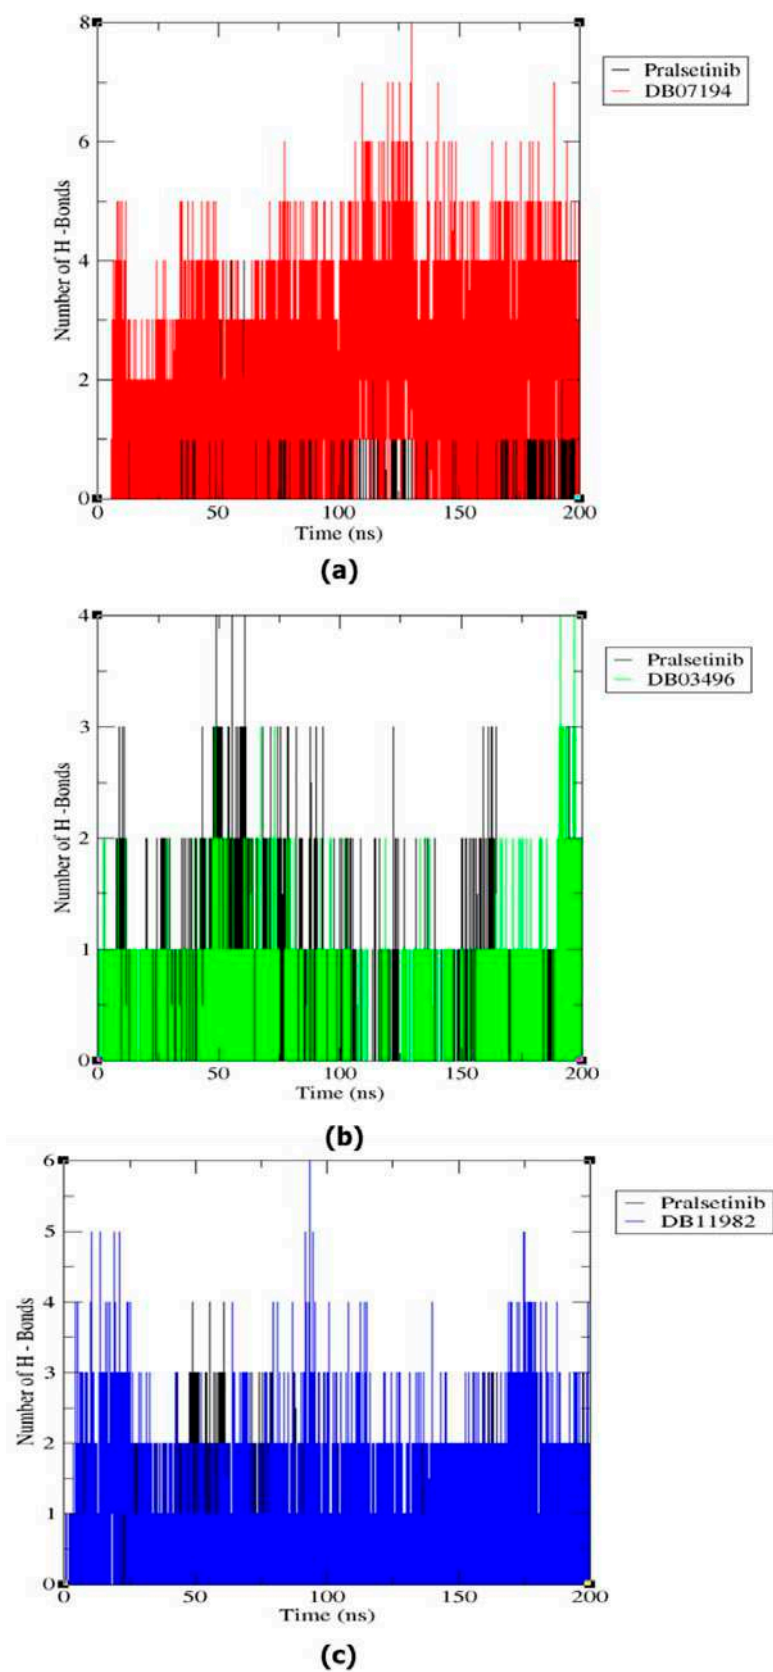 8
6
4
2
0
Number of H -Bonds
0
50
100
150
200
Time (ns)
Pralsetinib
DB07194
(a)
4
3
2
1
0
Number of H -Bonds
0
50
100
150
200
Time (ns)
Pralsetinib
DB03496
(b)
6
5
4
3
2
1
0
Number of H - Bonds
0
50
100
150
200
Time (ns)
Pralsetinib
DB11982
(c)